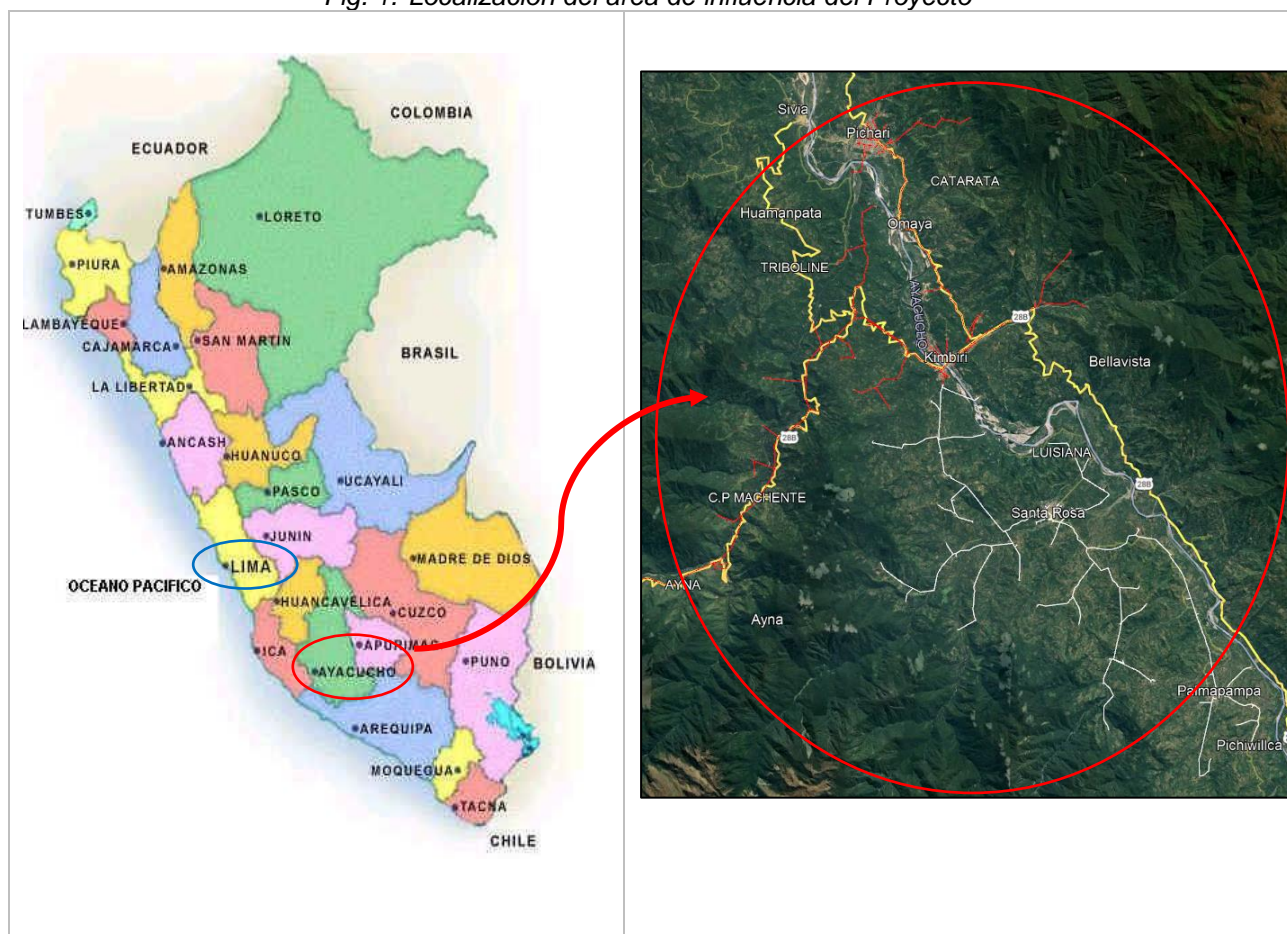 Fig. 1: Localización del área de influencia del Proyecto
COLOMBIA
ECUADOR
TUMBES
LORETO
PIURA
AMAZONAS
LAMBAYEQUE
CAJAMARCA
SAN MARTIN
BRASIL
LA LIBERTAD
ANCASH
HUANUCO
PASCO
UCAYALI
JUNIN
MADRE DE DIOS
LIMA
OCEANO PACIFICO
HUANCAVELICA
CUZCO
ICA
APURIMAC
AYACUCHO
PUNO
BOLIVIA
AREQUIPA
MOQUEGUA
TACNA
CHILE
Sivia
Pichari
CATARATA
Huamanpata
Omaya
TRIBOLINE
AYAGUCHO
28B
Kimbiri
Bellavista
28B
LUISIANA
28B
C.P MACHENTE
Santa Rosa
AYNA
Ayna
Palmapampa
Pichiwillca